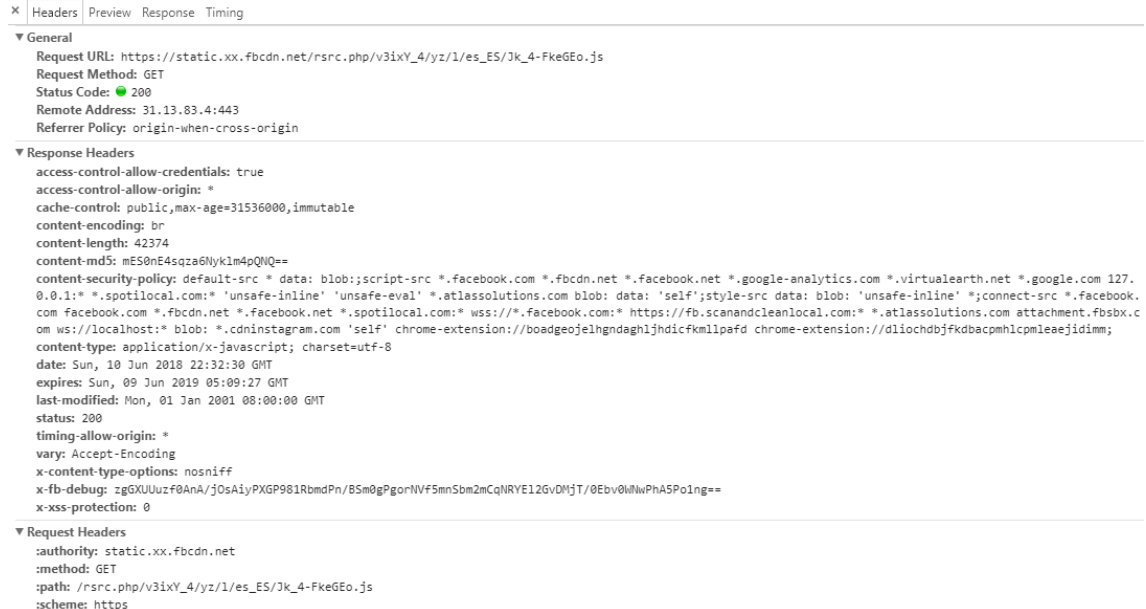 × Headers Preview Response Timing
▼ General
Request URL: https://static.xx.fbcdn.net/rsrc.php/v3ixY_4/yz/l/es_ES/Jk_4-FkeGEo.js
Request Method: GET
Status Code: 200
Remote Address: 31.13.83.4:443
Referrer Policy: origin-when-cross-origin
▼ Response Headers
access-control-allow-credentials: true
access-control-allow-origin: *
cache-control: public,max-age=31536000,immutable
content-encoding: br
content-length: 42374
content-md5: mES0nE4sqza6Nyklm4pQNQ==
content-security-policy: default-src * data: blob:;script-src *.facebook.com *.fbcdn.net *.facebook.net *.google-analytics.com *.virtualearth.net *.google.com 127.
0.0.1:* *.spotilocal.com:* 'unsafe-inline' 'unsafe-eval' *.atlassolutions.com blob: data: 'self';style-src data: blob: 'unsafe-inline' *;connect-src *.facebook.
com facebook.com *.fbcdn.net *.facebook.net *.spotilocal.com:* wss://*.facebook.com:* https://fb.scanandcleanlocal.com:* *.atlassolutions.com attachment.fbsbx.c
om ws://localhost:* blob: *.cdninstagram.com 'self' chrome-extension://boadgeojelhgndaghljhdicfkmllpafd chrome-extension://dliochdbjfkdbacpmhlcpmleaejidimm;
content-type: application/x-javascript; charset=utf-8
date: Sun, 10 Jun 2018 22:32:30 GMT
expires: Sun, 09 Jun 2019 05:09:27 GMT
last-modified: Mon, 01 Jan 2001 08:00:00 GMT
status: 200
timing-allow-origin: *
vary: Accept-Encoding
x-content-type-options: nosniff
x-fb-debug: zgGXUUuzf0AnA/jOsAiyPXGP981RbmdPn/BSm0gPgorNVf5mnSbm2mCqNRYEl2GvDMjT/0Ebv0WNwPhA5Po1ng==
x-xss-protection: 0
▼ Request Headers
:authority: static.xx.fbcdn.net
:method: GET
:path: /rsrc.php/v3ixY_4/yz/l/es_ES/Jk_4-FkeGEo.js
:scheme: https